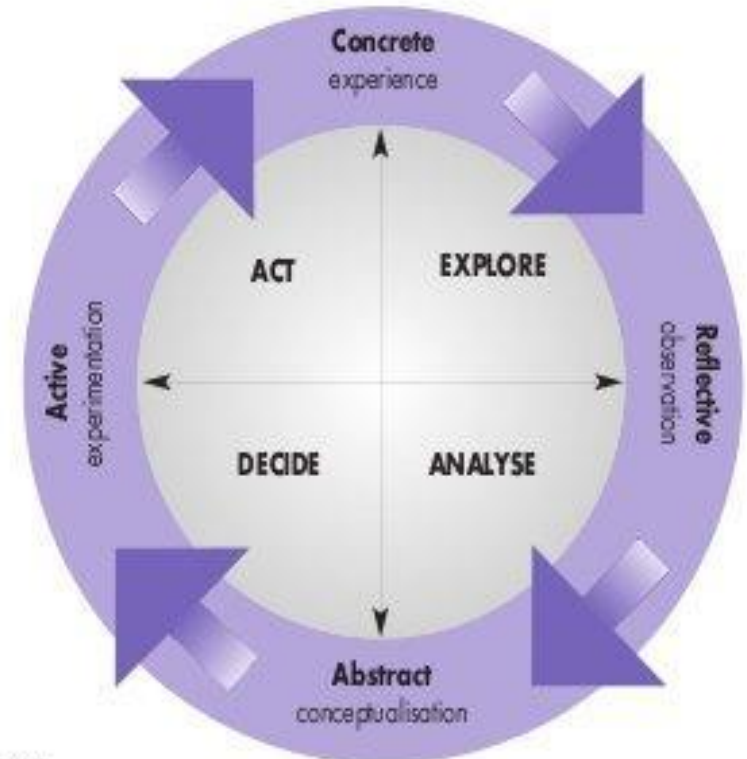 Concrete
experience
ACT
EXPLORE
Active
experimentation
Reflective
observation
DECIDE
ANALYSE
Abstract
conceptualisation